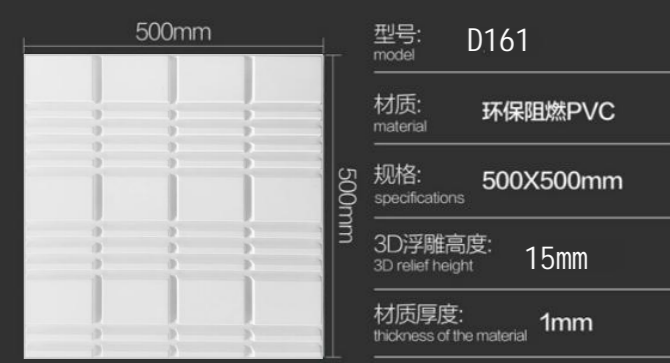 500mm
500mm
型号:
model
D161
材质:
material
环保阻燃PVC
规格:
specifications
500X500mm
3D浮雕高度:
3D relief height
15mm
材质厚度:
thickness of the material
1mm